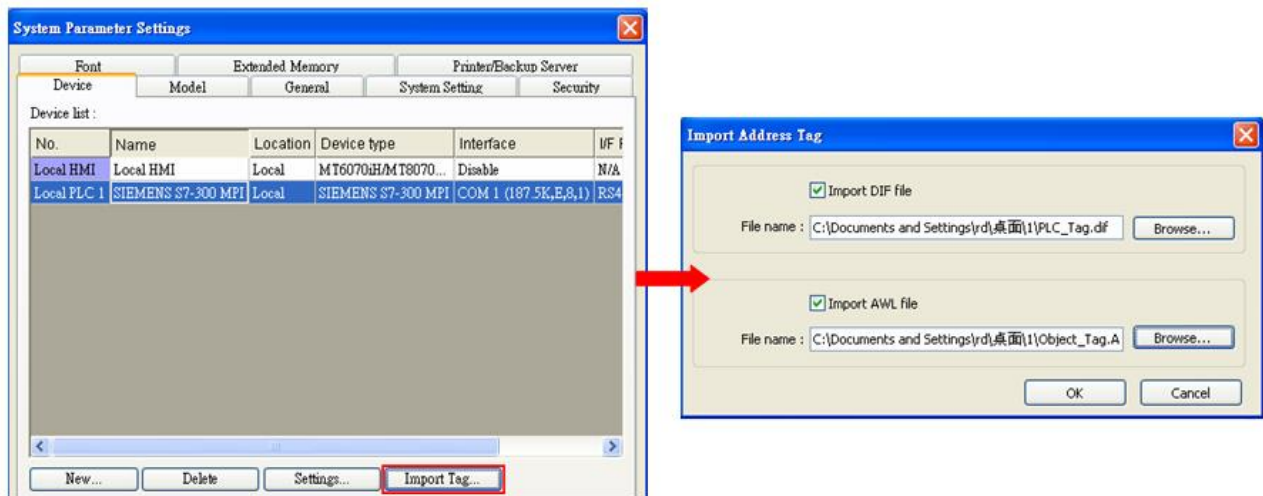 System Parameter Settings
Font Extended Memory Printer/Backup Server
Device Model General System Setting Security
Device list :
No. Name Location Device type Interface I/F
Local HMI Local HMI Local MT6070iH/MT8070... Disable N/A
Local PLC 1 SIEMENS S7-300 MPI Local SIEMENS S7-300 MPI COM 1 (187.5K,E,8,1) RS4
New... Delete Settings... Import Tag...
Import Address Tag
Import DIF file
File name : C:\Documents and Settings\rd\桌面\1\PLC_Tag.dif Browse...
Import AWL file
File name : C:\Documents and Settings\rd\桌面\1\Object_Tag.A Browse...
OK Cancel